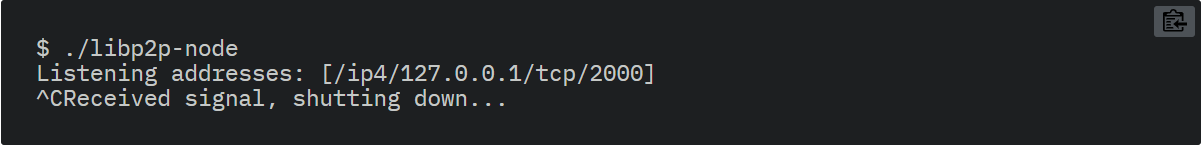 $ ./libp2p-node
Listening addresses: [/ip4/127.0.0.1/tcp/2000]
^CReceived signal, shutting down...